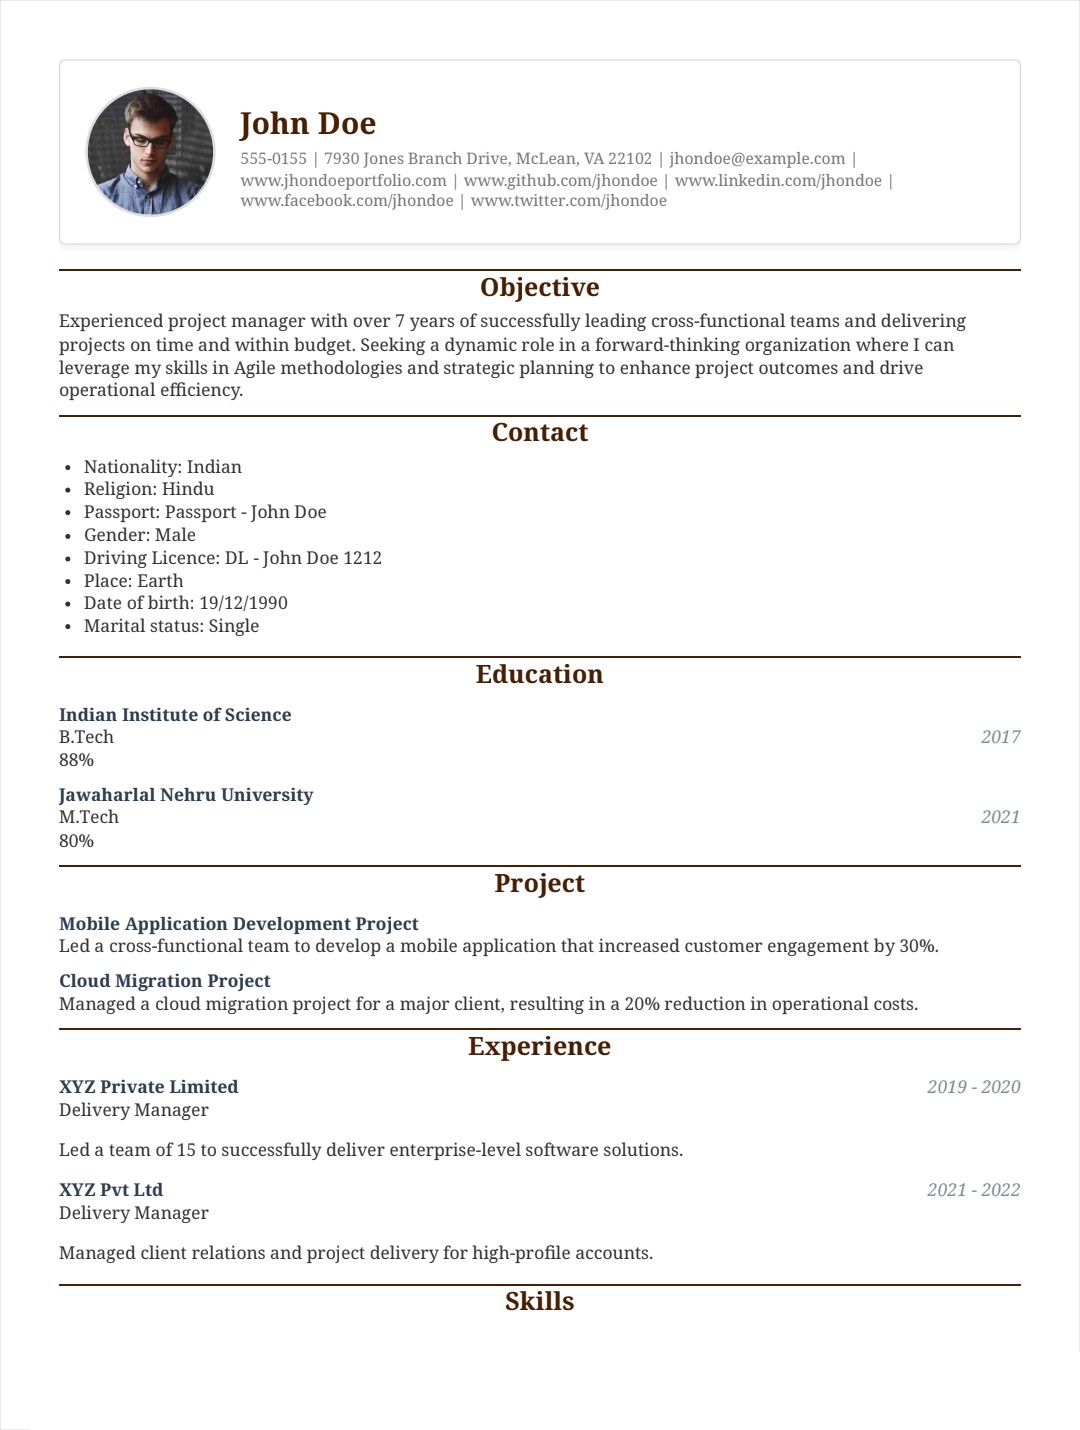 John Doe
555-0155 | 7930 Jones Branch Drive, McLean, VA 22102 | jhondoe@example.com |
www.jhondoeportfolio.com | www.github.com/jhondoe | www.linkedin.com/jhondoe |
www.facebook.com/jhondoe | www.twitter.com/jhondoe
Objective
Experienced project manager with over 7 years of successfully leading cross-functional teams and delivering
projects on time and within budget. Seeking a dynamic role in a forward-thinking organization where I can
leverage my skills in Agile methodologies and strategic planning to enhance project outcomes and drive
operational efficiency.
Contact
• Nationality: Indian
• Religion: Hindu
• Passport: Passport - John Doe
• Gender: Male
• Driving Licence: DL - John Doe 1212
• Place: Earth
• Date of birth: 19/12/1990
• Marital status: Single
Education
Indian Institute of Science
B.Tech 2017
88%
Jawaharlal Nehru University
M.Tech 2021
80%
Project
Mobile Application Development Project
Led a cross-functional team to develop a mobile application that increased customer engagement by 30%.
Cloud Migration Project
Managed a cloud migration project for a major client, resulting in a 20% reduction in operational costs.
Experience
XYZ Private Limited 2019 - 2020
Delivery Manager
Led a team of 15 to successfully deliver enterprise-level software solutions.
XYZ Pvt Ltd 2021 - 2022
Delivery Manager
Managed client relations and project delivery for high-profile accounts.
Skills